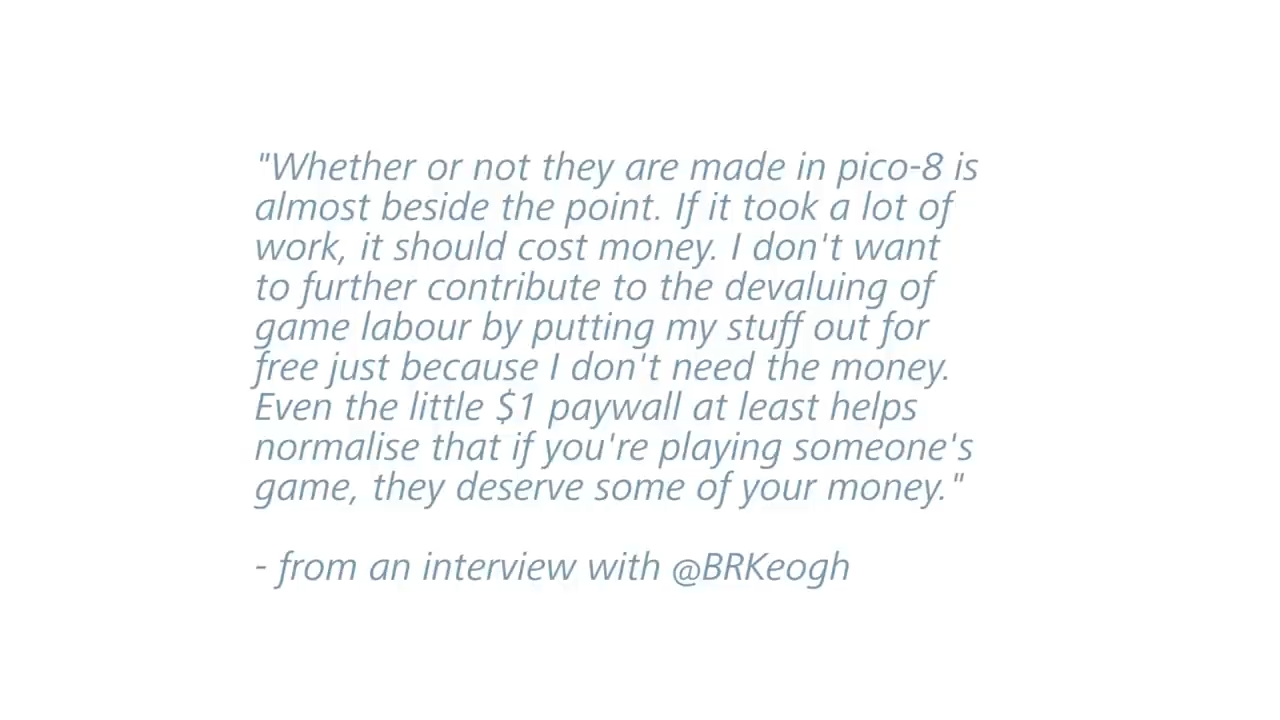 "Whether or not they are made in pico-8 is
almost beside the point. If it took a lot of
work, it should cost money. I don't want
to further contribute to the devaluing of
game labour by putting my stuff out for
free just because I don't need the money.
Even the little $1 paywall at least helps
normalise that if you're playing someone's
game, they deserve some of your money."
- from an interview with @BRKeogh